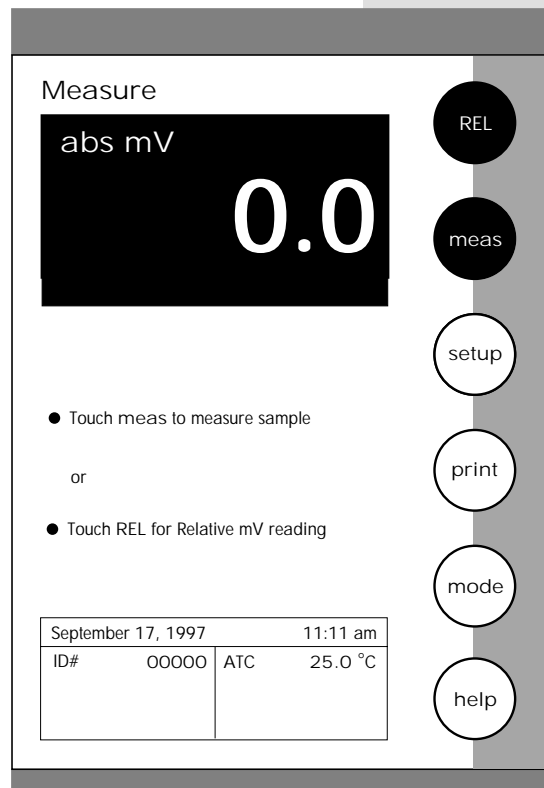 Measure
abs mV
0.0
● Touch meas to measure sample
or
● Touch REL for Relative mV reading
September 17, 1997 11:11 am
ID# 00000 ATC 25.0 °C
REL
meas
setup
print
mode
help